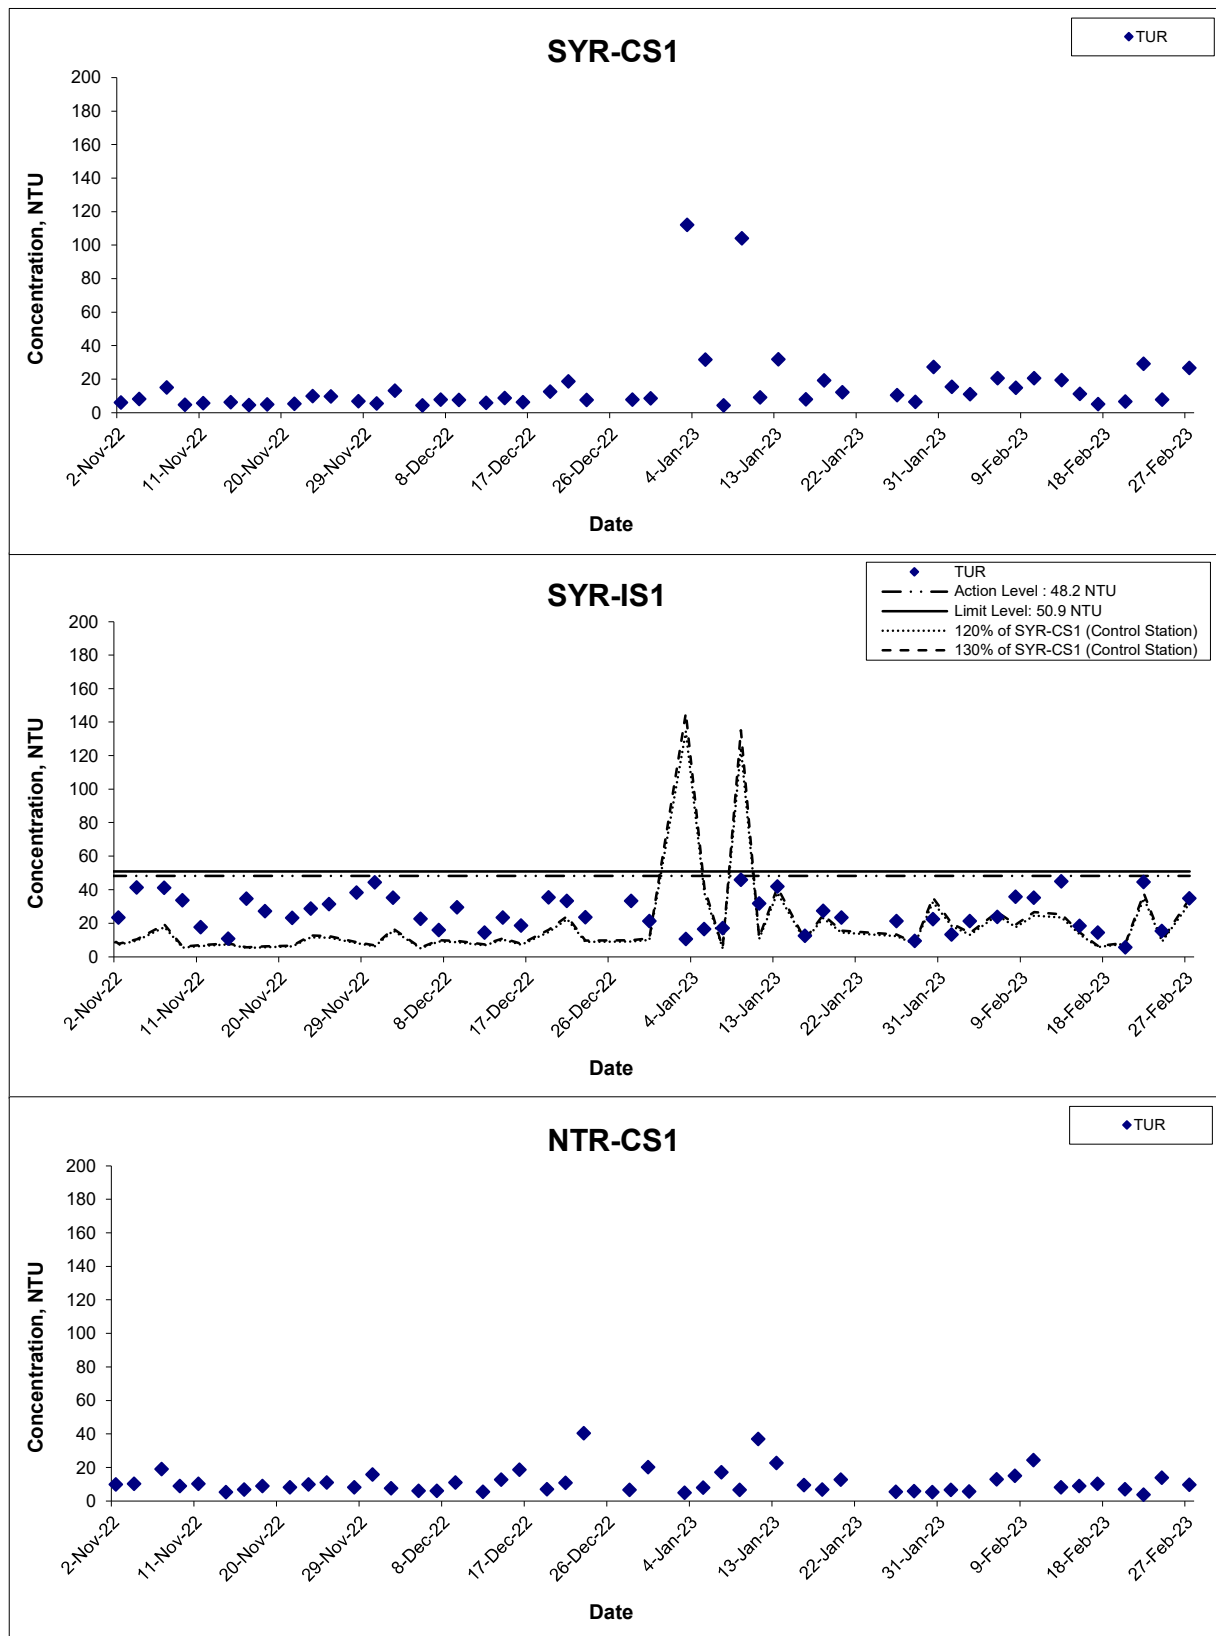 SYR-CS1
TUR
Concentration, NTU
200
180
160
140
120
100
80
60
40
20
0
2-Nov-22
11-Nov-22
20-Nov-22
29-Nov-22
8-Dec-22
17-Dec-22
26-Dec-22
4-Jan-23
13-Jan-23
22-Jan-23
31-Jan-23
9-Feb-23
18-Feb-23
27-Feb-23
Date
SYR-IS1
TUR
Action Level : 48.2 NTU
Limit Level: 50.9 NTU
120% of SYR-CS1 (Control Station)
130% of SYR-CS1 (Control Station)
Concentration, NTU
200
180
160
140
120
100
80
60
40
20
0
2-Nov-22
11-Nov-22
20-Nov-22
29-Nov-22
8-Dec-22
17-Dec-22
26-Dec-22
4-Jan-23
13-Jan-23
22-Jan-23
31-Jan-23
9-Feb-23
18-Feb-23
27-Feb-23
Date
NTR-CS1
TUR
Concentration, NTU
200
180
160
140
120
100
80
60
40
20
0
2-Nov-22
11-Nov-22
20-Nov-22
29-Nov-22
8-Dec-22
17-Dec-22
26-Dec-22
4-Jan-23
13-Jan-23
22-Jan-23
31-Jan-23
9-Feb-23
18-Feb-23
27-Feb-23
Date